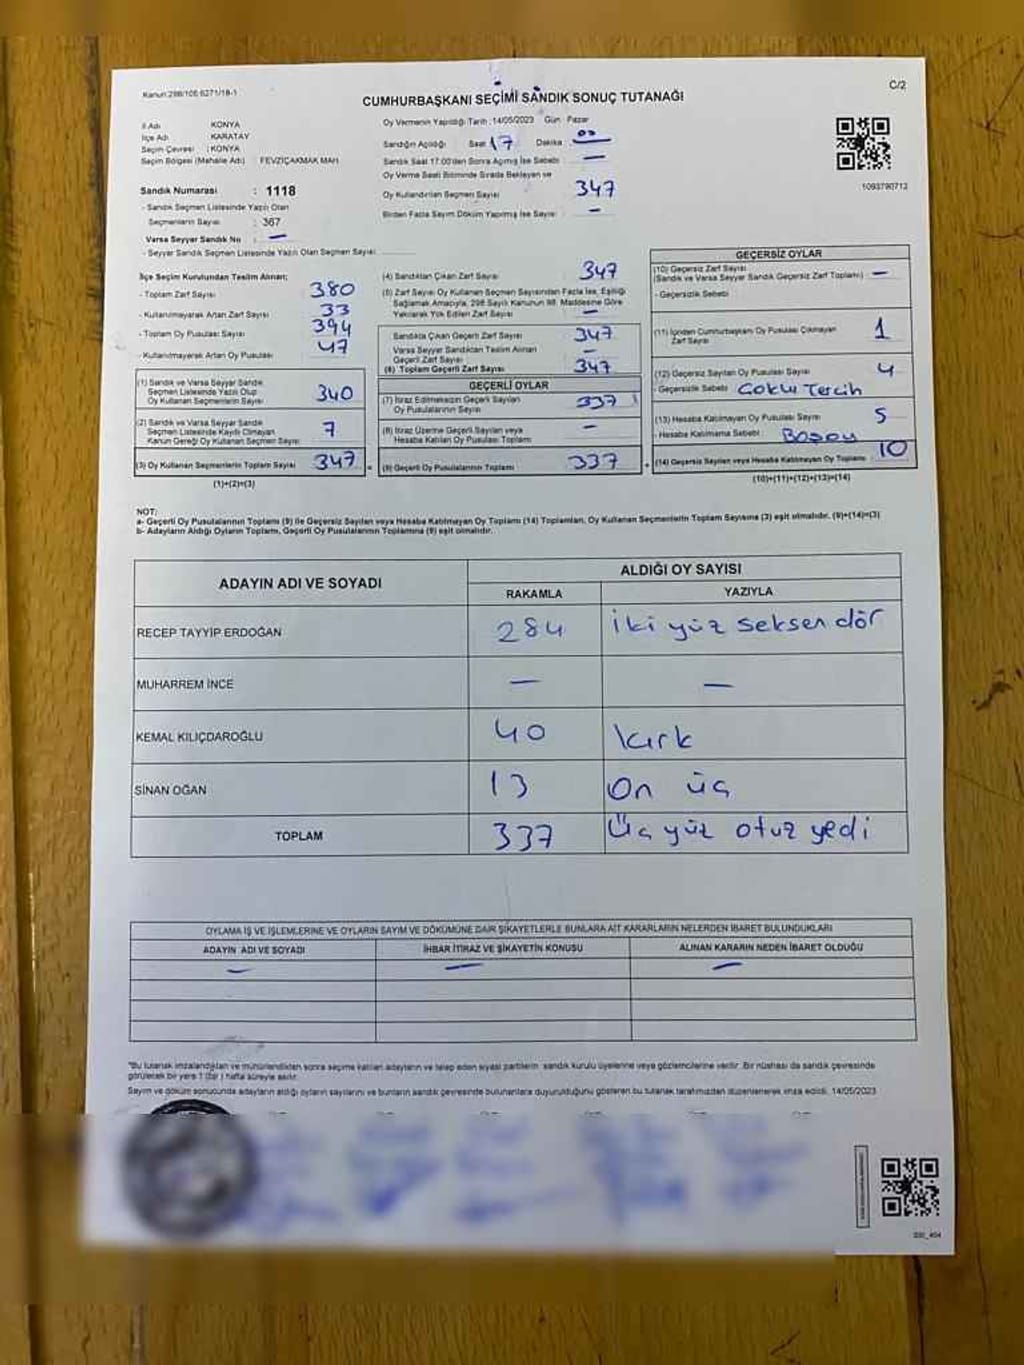 Kanun:298/105.6271/18-1
C/2
CUMHURBAŞKANI SEÇİMİ SANDIK SONUÇ TUTANAĞI
İl Adı KONYA
İlçe Adı KARATAY
Seçim Çevresi : KONYA
Seçim Bölgesi (Mahalle Adı) FEVZİÇAKMAK MAH.
Sandık Numarası : 1118
- Sandık Seçmen Listesinde Yazılı Olan
Seçmenlerin Sayısı : 367
Varsa Seyyar Sandık No : —
- Seyyar Sandık Seçmen Listesinde Yazılı Olan Seçmen Sayısı
Oy Vermenin Yapıldığı Tarih : 14/05/2023 Gün : Pazar
Sandığın Açıldığı Saat 17 Dakika 00
Sandık Saat 17.00'den Sonra Açılmış İse Sebebi : —
Oy Verme Saati Bitiminde Sırada Bekleyen ve
Oy Kullandırılan Seçmen Sayısı 347
Birden Fazla Sayım Döküm Yapılmış İse Sayısı —
1093790712
İlçe Seçim Kurulundan Teslim Alınan;
- Toplam Zarf Sayısı 380
- Kullanılmayarak Artan Zarf Sayısı 33
- Toplam Oy Pusulası Sayısı 394
- Kullanılmayarak Artan Oy Pusulası 47
(1) Sandık ve Varsa Seyyar Sandık
Seçmen Listesinde Yazılı Olup
Oy Kullanan Seçmenlerin Sayısı 340
(2) Sandık ve Varsa Seyyar Sandık
Seçmen Listesinde Kayıtlı Olmayan
Kanun Gereği Oy Kullanan Seçmen Sayısı 7
(3) Oy Kullanan Seçmenlerin Toplam Sayısı 347
(1)+(2)=(3)
(4) Sandıktan Çıkan Zarf Sayısı 347
(5) Zarf Sayısı Oy Kullanan Seçmen Sayısından Fazla İse, Eşitliği
Sağlamak Amacıyla, 298 Sayılı Kanunun 98. Maddesine Göre
Yakılarak Yok Edilen Zarf Sayısı —
Sandıkta Çıkan Geçerli Zarf Sayısı 347
Varsa Seyyar Sandıktan Teslim Alınan
Geçerli Zarf Sayısı —
(6) Toplam Geçerli Zarf Sayısı 347
GEÇERLİ OYLAR
(7) İtiraz Edilmeksizin Geçerli Sayılan
Oy Pusulalarının Sayısı 337
(8) İtiraz Üzerine Geçerli Sayılan veya
Hesaba Katılan Oy Pusulası Toplamı —
(9) Geçerli Oy Pusulalarının Toplamı 337
GEÇERSİZ OYLAR
(10) Geçersiz Zarf Sayısı
(Sandık ve Varsa Seyyar Sandık Geçersiz Zarf Toplamı) —
- Geçersizlik Sebebi
(11) İçinden Cumhurbaşkanı Oy Pusulası Çıkmayan
Zarf Sayısı 1
(12) Geçersiz Sayılan Oy Pusulası Sayısı 4
- Geçersizlik Sebebi Çoklu Tercih
(13) Hesaba Katılmayan Oy Pusulası Sayısı 5
- Hesaba Katılmama Sebebi :
(14) Geçersiz Sayılan veya Hesaba Katılmayan Oy Toplamı 10
(10)+(11)+(12)+(13)=(14)
NOT:
a- Geçerli Oy Pusulalarının Toplamı (9) ile Geçersiz Sayılan veya Hesaba Katılmayan Oy Toplamı (14) Toplamları, Oy Kullanan Seçmenlerin Toplam Sayısına (3) eşit olmalıdır. (9)+(14)=(3)
b- Adayların Aldığı Oyların Toplamı, Geçerli Oy Pusulalarının Toplamına (9) eşit olmalıdır.
ADAYIN ADI VE SOYADI ALDIĞI OY SAYISI
RAKAMLA YAZIYLA
RECEP TAYYİP ERDOĞAN 284 iki yüz seksen dör
MUHARREM İNCE — —
KEMAL KILIÇDAROĞLU 40 kırk
SİNAN OĞAN 13 On üç
TOPLAM 337 Üç yüz otuz yedi
OYLAMA İŞ VE İŞLEMLERİNE VE OYLARIN SAYIM VE DÖKÜMÜNE DAİR ŞİKAYETLERLE BUNLARA AİT KARARLARIN NELERDEN İBARET BULUNDUKLARI
ADAYIN ADI VE SOYADI İHBAR İTİRAZ VE ŞİKAYETİN KONUSU ALINAN KARARIN NEDEN İBARET OLDUĞU
— — —
*Bu tutanak imzalandıktan ve mühürlendikten sonra seçime katılan adayların ve talep eden siyasi partilerin sandık kurulu üyelerine veya gözlemcilerine verilir. Bir nüshası da sandık çevresinde
görülecek bir yere 1 (bir) hafta süreyle asılır.
Sayım ve döküm sonucunda adayların aldığı oyların sayılarını ve bunların sandık çevresinde bulunanlara duyurulduğunu gösteren bu tutanak tarafımızdan düzenlenerek imza edildi. 14/05/2023